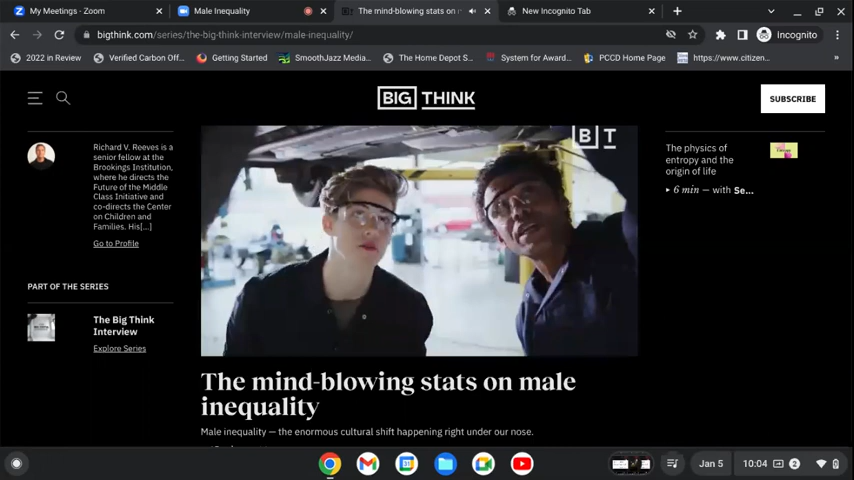 My Meetings - Zoom
Male Inequality
The mind-blowing stats on m
New Incognito Tab
bigthink.com/series/the-big-think-interview/male-inequality/
Incognito
2022 in Review
Verified Carbon Off...
Getting Started
SmoothJazz Media...
The Home Depot S...
System for Award...
PCCD Home Page
https://www.citizen...
BIG THINK
SUBSCRIBE
Richard V. Reeves is a
senior fellow at the
Brookings Institution,
where he directs the
Future of the Middle
Class Initiative and
co-directs the Center
on Children and
Families. His[...]
Go to Profile
PART OF THE SERIES
The Big Think
Interview
Explore Series
B T
The mind-blowing stats on male
inequality
Male inequality — the enormous cultural shift happening right under our nose.
The physics of
entropy and the
origin of life
6 min — with Se...
Jan 5
10:04
2